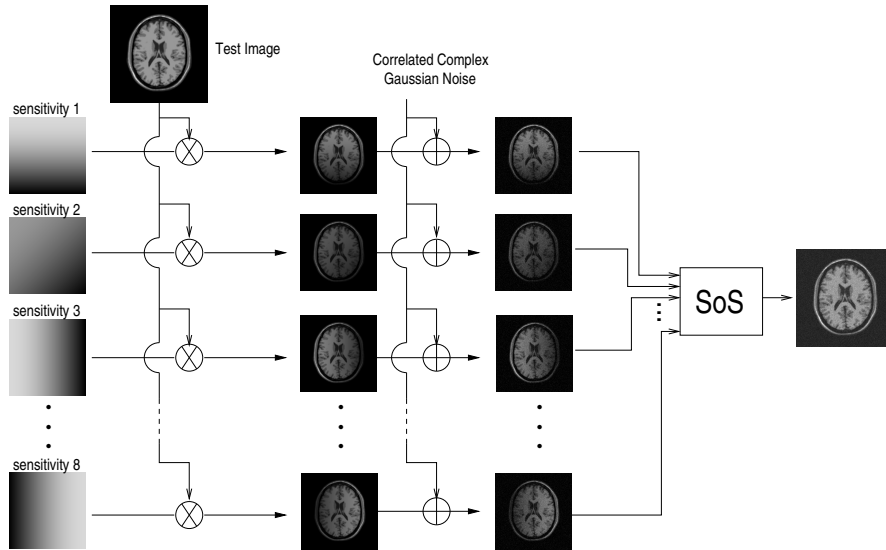 Test Image
Correlated Complex
Gaussian Noise
sensitivity 1
sensitivity 2
sensitivity 3
sensitivity 8
SoS